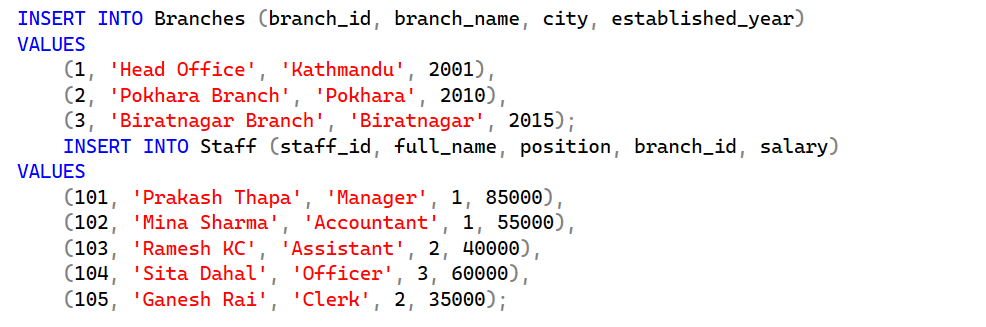 INSERT INTO Branches (branch_id, branch_name, city, established_year)
VALUES
    (1, 'Head Office', 'Kathmandu', 2001),
    (2, 'Pokhara Branch', 'Pokhara', 2010),
    (3, 'Biratnagar Branch', 'Biratnagar', 2015);
    INSERT INTO Staff (staff_id, full_name, position, branch_id, salary)
VALUES
    (101, 'Prakash Thapa', 'Manager', 1, 85000),
    (102, 'Mina Sharma', 'Accountant', 1, 55000),
    (103, 'Ramesh KC', 'Assistant', 2, 40000),
    (104, 'Sita Dahal', 'Officer', 3, 60000),
    (105, 'Ganesh Rai', 'Clerk', 2, 35000);